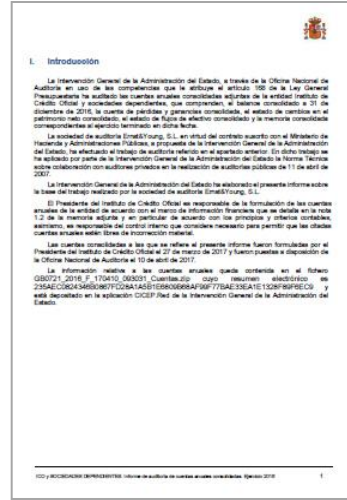 I. Introducción
La Intervención General de la Administración del Estado, a través de la Oficina Nacional de
Auditoría en uso de las competencias que le atribuye el artículo 168 de la Ley General
Presupuestaria ha auditado las cuentas anuales consolidadas adjuntas de la entidad Instituto de
Crédito Oficial y sociedades dependientes, que comprenden, el balance consolidado a 31 de
diciembre de 2016, la cuenta de pérdidas y ganancias consolidada, el estado de cambios en el
patrimonio neto consolidado, el estado de flujos de efectivo consolidado y la memoria consolidada
correspondientes al ejercicio terminado en dicha fecha.
La sociedad de auditoría Ernst&Young, S.L. en virtud del contrato suscrito con el Ministerio de
Hacienda y Administraciones Públicas, a propuesta de la Intervención General de la Administración
del Estado, ha efectuado el trabajo de auditoría referido en el apartado anterior. En dicho trabajo se
ha aplicado por parte de la Intervención General de la Administración del Estado la Norma Técnica
sobre colaboración con auditores privados en la realización de auditorías públicas de 11 de abril de
2007.
La Intervención General de la Administración del Estado ha elaborado el presente informe sobre
la base del trabajo realizado por la sociedad de auditoría Ernst&Young, S.L.
El Presidente del Instituto de Crédito Oficial es responsable de la formulación de las cuentas
anuales de la entidad de acuerdo con el marco de información financiera que se detalla en la nota
1.2 de la memoria adjunta y en particular de acuerdo con los principios y criterios contables,
asimismo, es responsable del control interno que considere necesario para permitir que las citadas
cuentas anuales estén libres de incorrección material.
Las cuentas consolidadas a las que se refiere el presente informe fueron formuladas por el
Presidente del Instituto de Crédito Oficial el 27 de marzo de 2017 y fueron puestas a disposición de
la Oficina Nacional de Auditoría el 10 de abril de 2017.
La información relativa a las cuentas anuales queda contenida en el fichero
GB0721_2016_F_170410_093031_Cuentas.zip cuyo resumen electrónico es
y
está depositado en la aplicación CICEP.Red de la Intervención General de la Administración del
Estado.
ICO y SOCIEDADES DEPENDIENTES. Informe de auditoría de cuentas anuales consolidadas. Ejercicio 2016 1